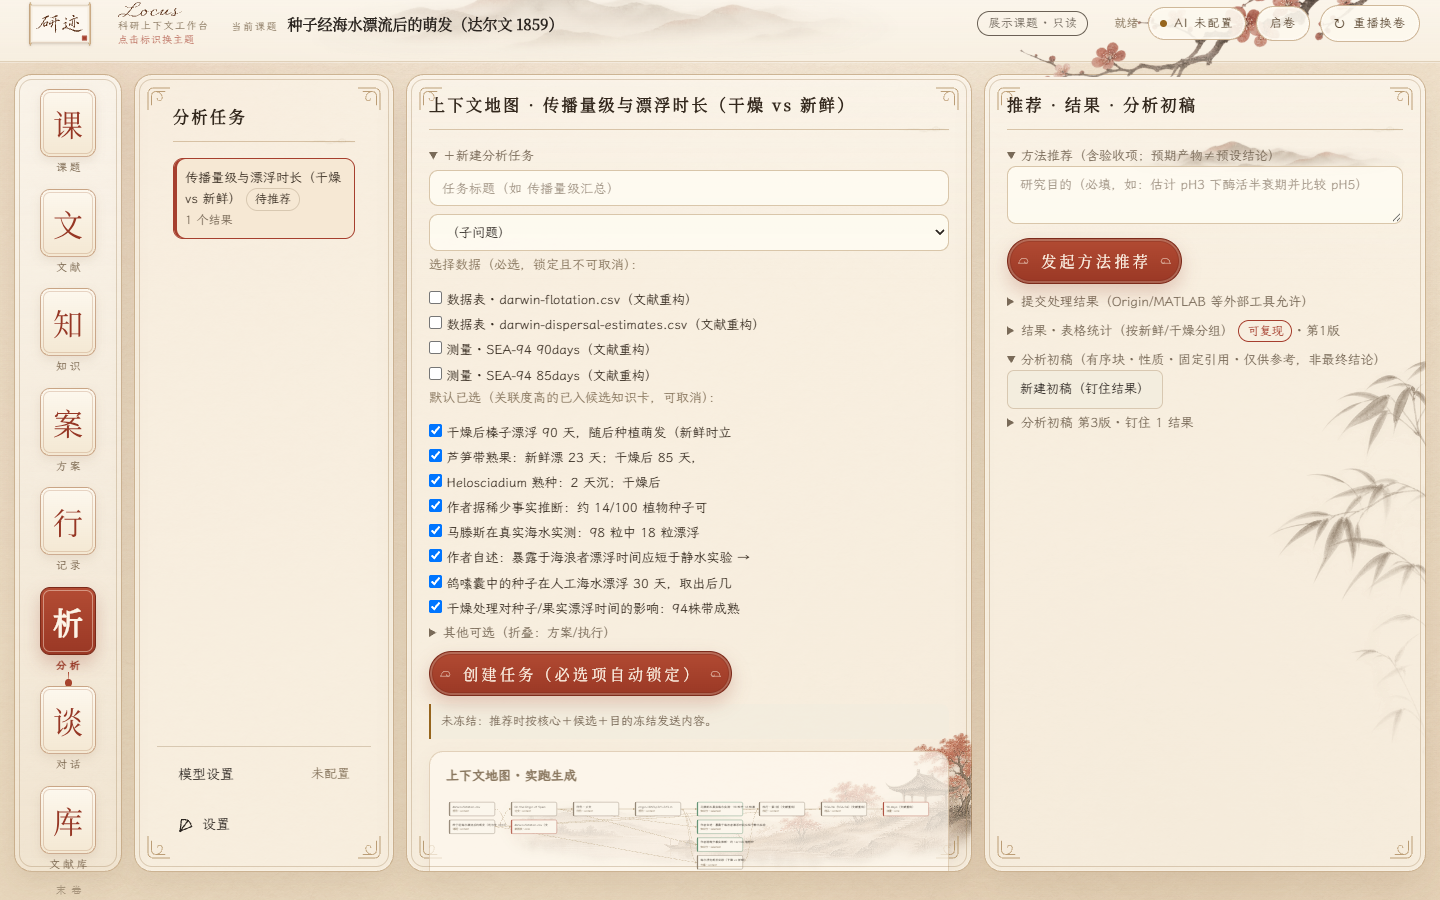 研迹
Locus
科研上下文工作台
点击标识换主题
当前课题 种子经海水漂流后的萌发（达尔文 1859）
展示课题・只读
就绪
AI 未配置
启卷
↻ 重播换卷
课
课题
文
文献
知
知识
案
方案
行
记录
析
分析
谈
对话
库
文献库
末卷
分析任务
传播量级与漂浮时长（干燥
vs 新鲜） 待推荐
1 个结果
模型设置 未配置
设置
上下文地图 · 传播量级与漂浮时长（干燥 vs 新鲜）
▼ ＋新建分析任务
任务标题（如 传播量级汇总）
（子问题）
选择数据（必选，锁定且不可取消）：
数据表・darwin-flotation.csv（文献重构）
数据表・darwin-dispersal-estimates.csv（文献重构）
测量・SEA-94 90days（文献重构）
测量・SEA-94 85days（文献重构）
默认已选（关联度高的已入候选知识卡，可取消）：
干燥后榛子漂浮 90 天，随后种植萌发（新鲜时立
芦笋带熟果：新鲜漂 23 天；干燥后 85 天，
Helosciadium 熟种：2 天沉；干燥后
作者据稀少事实推断：约 14/100 植物种子可
马滕斯在真实海水实测：98 粒中 18 粒漂浮
作者自述：暴露于海浪者漂浮时间应短于静水实验 →
鸽嗉囊中的种子在人工海水漂浮 30 天，取出后几
干燥处理对种子/果实漂浮时间的影响：94株带成熟
▶ 其他可选（折叠：方案/执行）
创建任务（必选项自动锁定）
未冻结：推荐时按核心＋候选＋目的冻结发送内容。
上下文地图・实跑生成
推荐 · 结果 · 分析初稿
▼ 方法推荐（含验收项；预期产物≠预设结论）
研究目的（必填，如：估计 pH3 下酶活半衰期并比较 pH5）
发起方法推荐
▶ 提交处理结果（Origin/MATLAB 等外部工具允许）
▶ 结果・表格统计（按新鲜/干燥分组） 可复现 ・第1版
▼ 分析初稿（有序块・性质・固定引用・仅供参考，非最终结论）
新建初稿（钉住结果）
▶ 分析初稿 第3版・钉住 1 结果